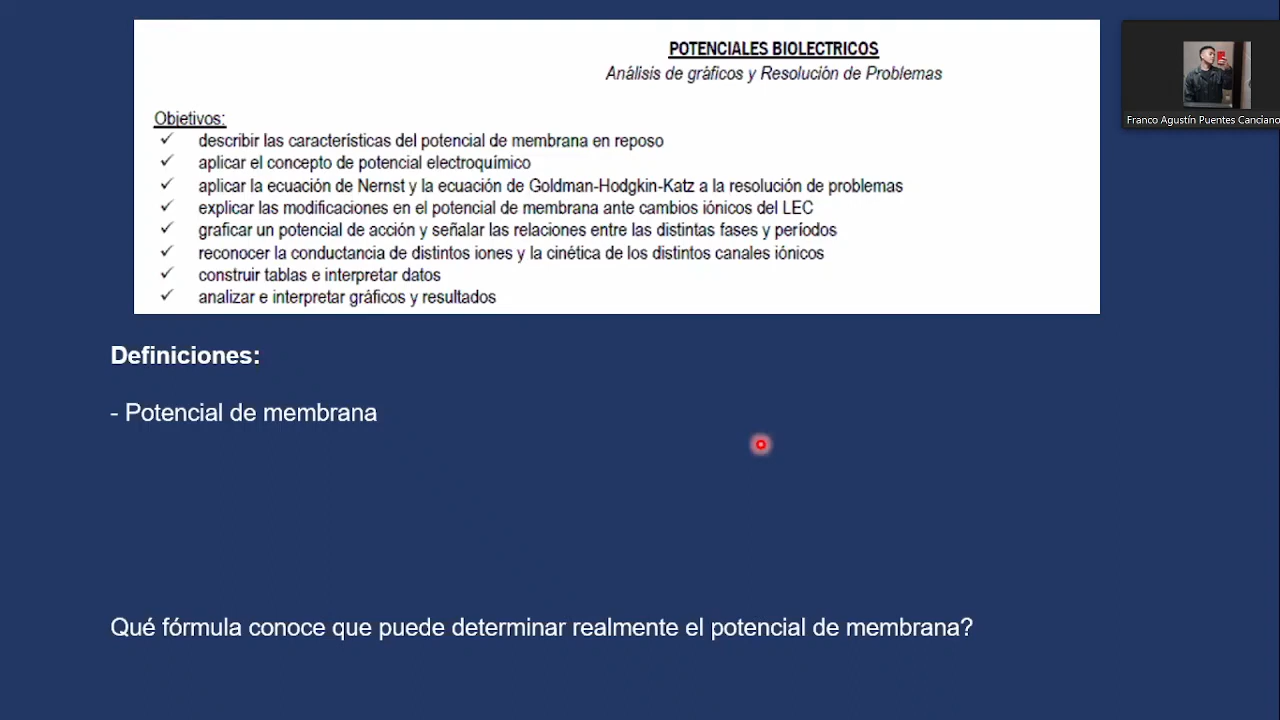 POTENCIALES BIOLECTRICOS
Análisis de gráficos y Resolución de Problemas
Objetivos:
✓ describir las características del potencial de membrana en reposo
✓ aplicar el concepto de potencial electroquímico
✓ aplicar la ecuación de Nernst y la ecuación de Goldman-Hodgkin-Katz a la resolución de problemas
✓ explicar las modificaciones en el potencial de membrana ante cambios iónicos del LEC
✓ graficar un potencial de acción y señalar las relaciones entre las distintas fases y períodos
✓ reconocer la conductancia de distintos iones y la cinética de los distintos canales iónicos
✓ construir tablas e interpretar datos
✓ analizar e interpretar gráficos y resultados
Franco Agustín Puentes Canciano
Definiciones:
- Potencial de membrana
Qué fórmula conoce que puede determinar realmente el potencial de membrana?